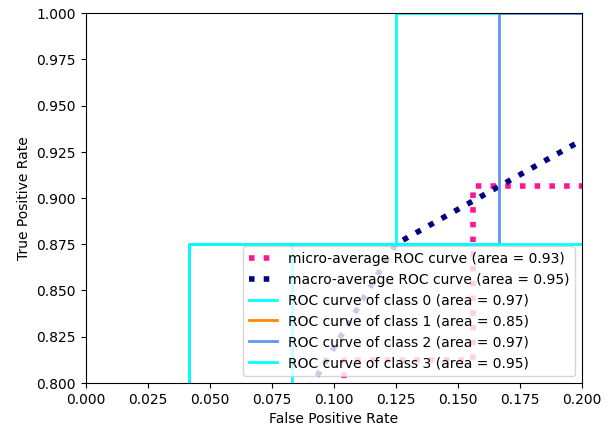 1.000
0.975
0.950
0.925
0.900
0.875
0.850
0.825
0.800
True Positive Rate
micro-average ROC curve (area = 0.93)
macro-average ROC curve (area = 0.95)
ROC curve of class 0 (area = 0.97)
ROC curve of class 1 (area = 0.85)
ROC curve of class 2 (area = 0.97)
ROC curve of class 3 (area = 0.95)
0.000 0.025 0.050 0.075 0.100 0.125 0.150 0.175 0.200
False Positive Rate